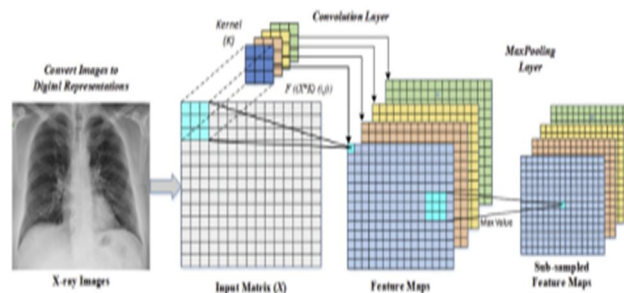 Convert Images to
Digital Representations
X-ray Images
Kernel
(K)
Convolution Layer
F ((X*K) (i,j))
Input Matrix (X)
Feature Maps
MaxPooling
Layer
Max Value
Sub-sampled
Feature Maps